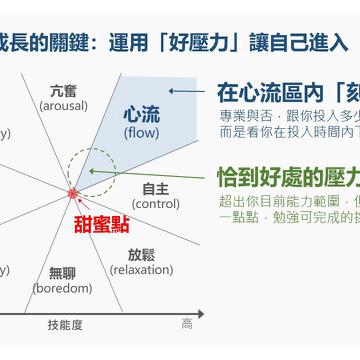 成長的關鍵：運用「好壓力」讓自己進入
亢奮
(arousal)
心流
(flow)
在心流區內「刻
專業與否，跟你投入多少
而是看你在投入時間內下
恰到好處的壓力
超出你目前能力範圍，但
一點點，勉強可完成的挑
自主
(control)
甜蜜點
放鬆
(relaxation)
無聊
(boredom)
技能度
高